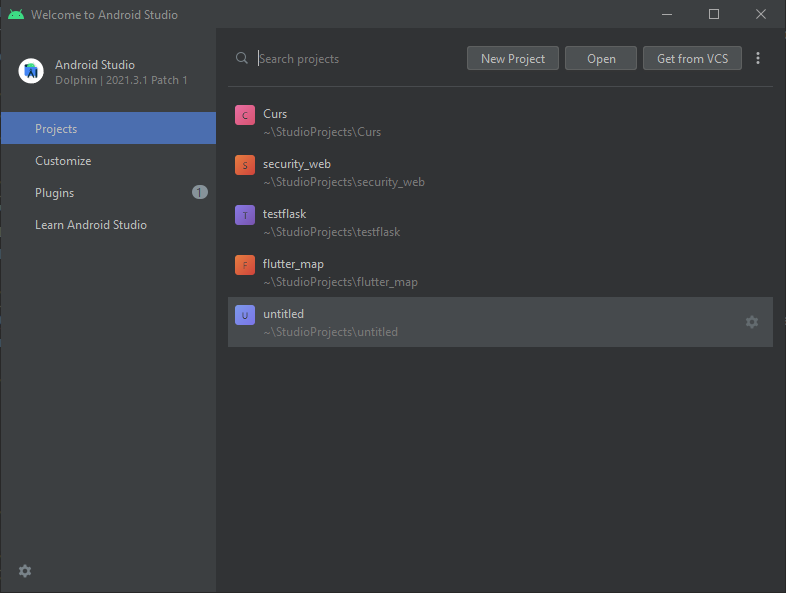 Welcome to Android Studio
Android Studio
Dolphin | 2021.3.1 Patch 1
Projects
Customize
Plugins
1
Learn Android Studio
Search projects
New Project
Open
Get from VCS
C
Curs
~\StudioProjects\Curs
S
security_web
~\StudioProjects\security_web
T
testflask
~\StudioProjects\testflask
F
flutter_map
~\StudioProjects\flutter_map
U
untitled
~\StudioProjects\untitled